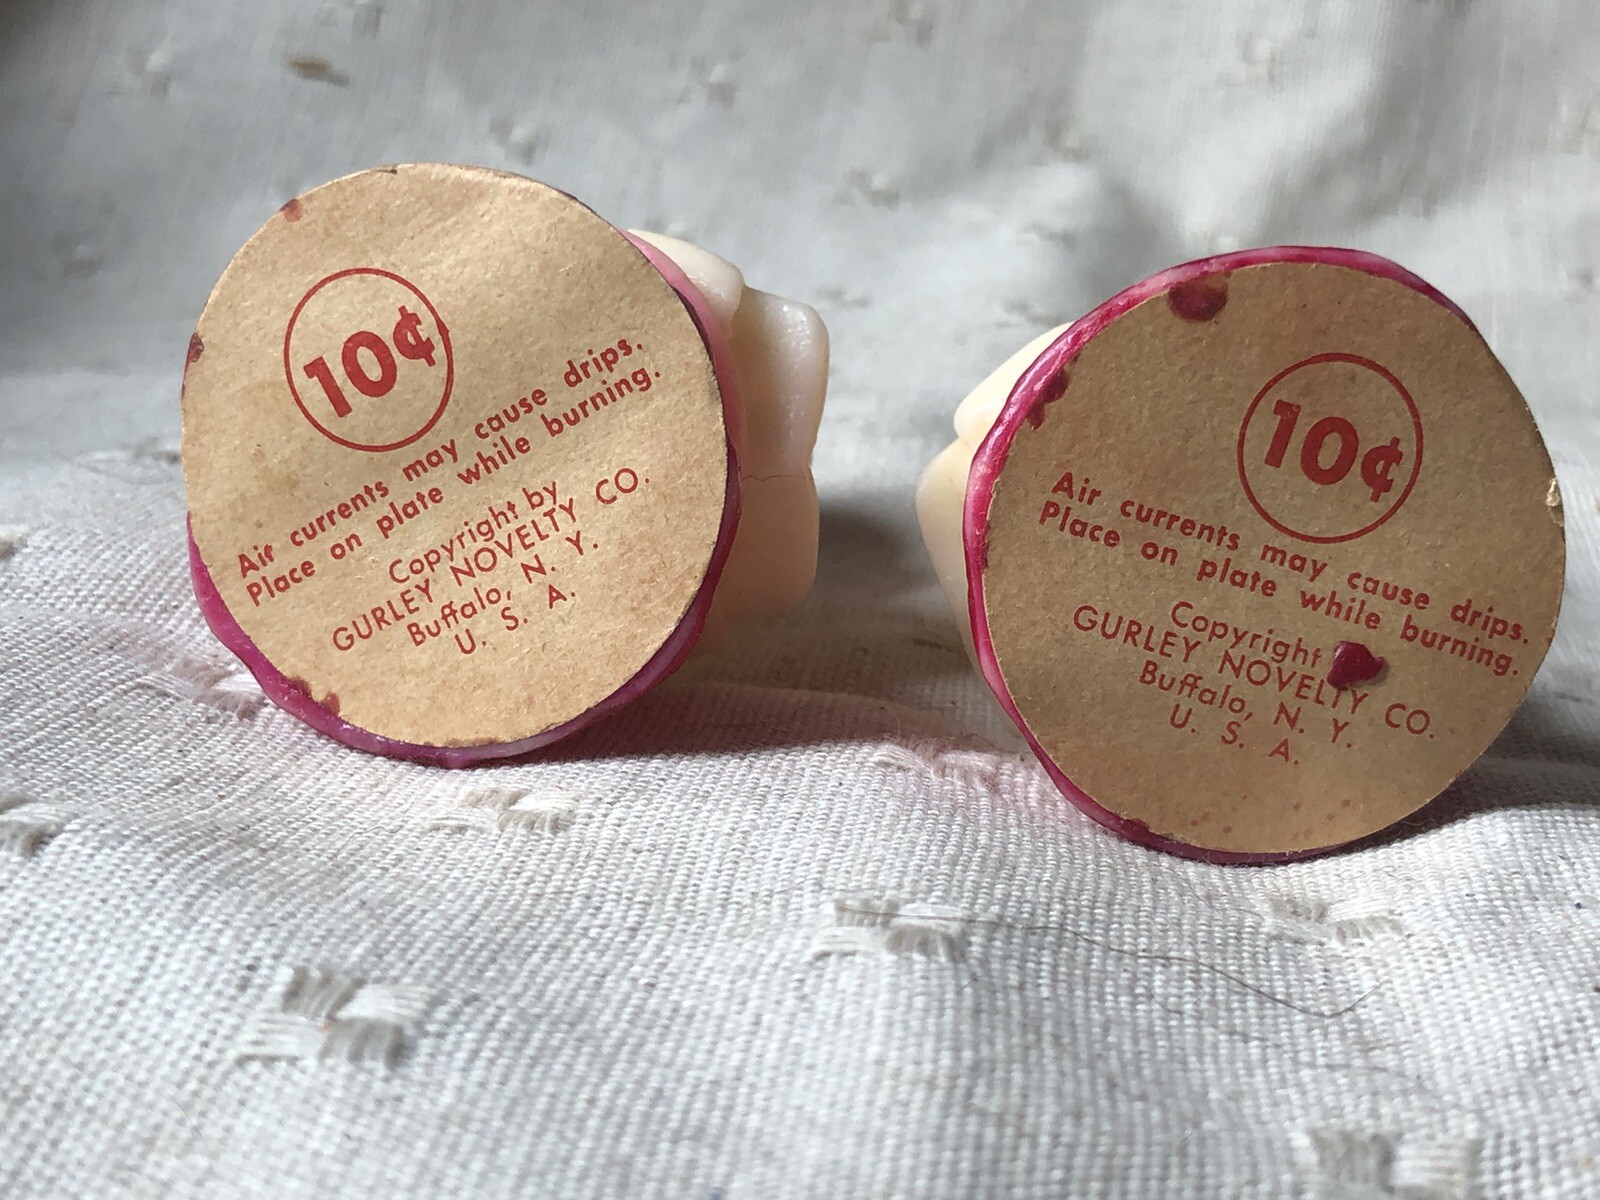 10¢
Air currents may cause drips.
Place on plate while burning.
Copyright by
GURLEY NOVELTY CO.
Buffalo, N. Y.
U. S. A.
10¢
Air currents may cause drips.
Place on plate while burning.
Copyright
GURLEY NOVELTY CO.
Buffalo, N. Y.
U. S. A.